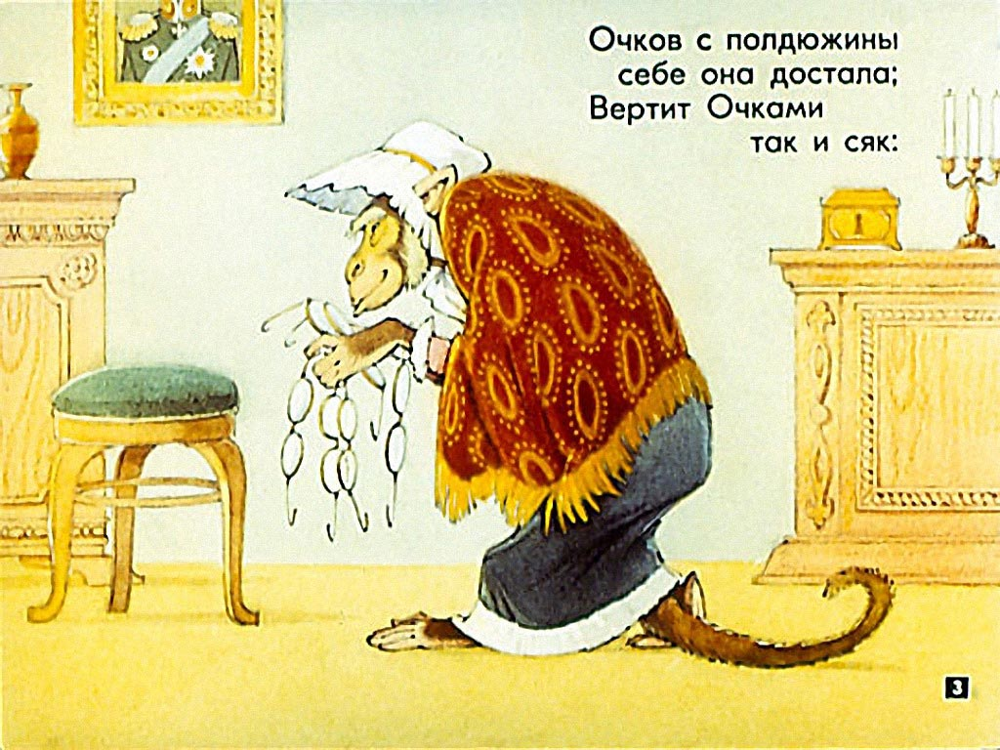 Очков с полдюжины
себе она достала;
Вертит Очками
так и сяк:
3